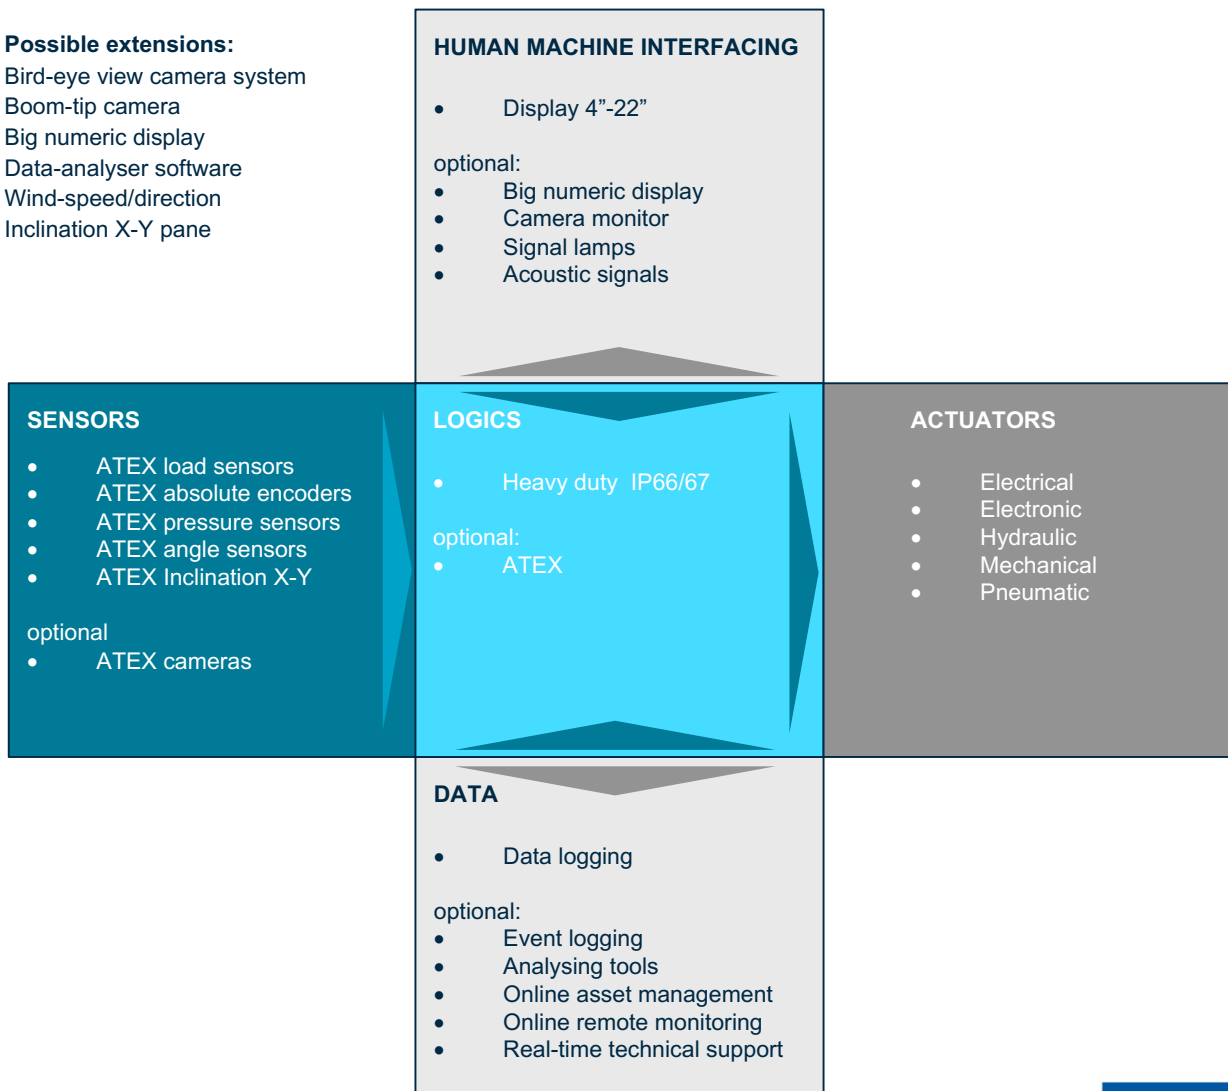 Possible extensions:
Bird-eye view camera system
Boom-tip camera
Big numeric display
Data-analyser software
Wind-speed/direction
Inclination X-Y pane
HUMAN MACHINE INTERFACING
• Display 4”-22”
optional:
• Big numeric display
• Camera monitor
• Signal lamps
• Acoustic signals
SENSORS
• ATEX load sensors
• ATEX absolute encoders
• ATEX pressure sensors
• ATEX angle sensors
• ATEX Inclination X-Y
optional
• ATEX cameras
LOGICS
• Heavy duty  IP66/67
optional:
• ATEX
ACTUATORS
• Electrical
• Electronic
• Hydraulic
• Mechanical
• Pneumatic
DATA
• Data logging
optional:
• Event logging
• Analysing tools
• Online asset management
• Online remote monitoring
• Real-time technical support